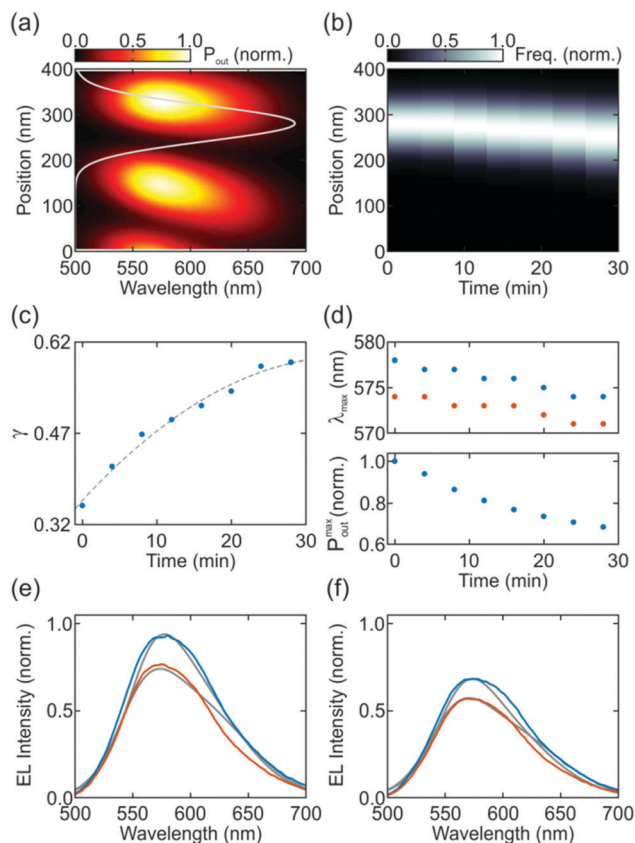 (a)
0.0 0.5 1.0
P_out (norm.)
400
300
200
100
0
Position (nm)
500 550 600 650 700
Wavelength (nm)
(b)
0.0 0.5 1.0
Freq. (norm.)
400
300
200
100
0
Position (nm)
0 10 20 30
Time (min)
(c)
0.62
0.47
0.32
γ
0 10 20 30
Time (min)
(d)
580
575
570
λ_max (nm)
1.0
0.8
0.6
P_out^max (norm.)
0 10 20 30
Time (min)
(e)
1.0
0.5
0.0
EL Intensity (norm.)
500 550 600 650 700
Wavelength (nm)
(f)
1.0
0.5
0.0
EL Intensity (norm.)
500 550 600 650 700
Wavelength (nm)